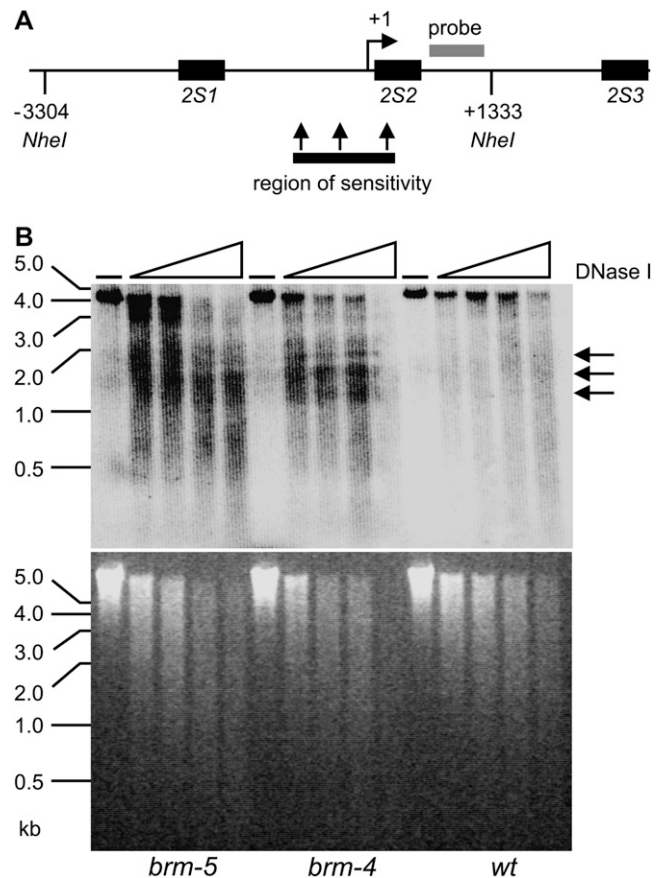 A
+1
probe
2S1
2S2
2S3
-3304
NheI
+1333
NheI
region of sensitivity
B
DNase I
5.0
4.0
3.0
2.0
1.0
0.5
5.0
4.0
3.0
2.0
1.0
0.5
kb
brm-5
brm-4
wt